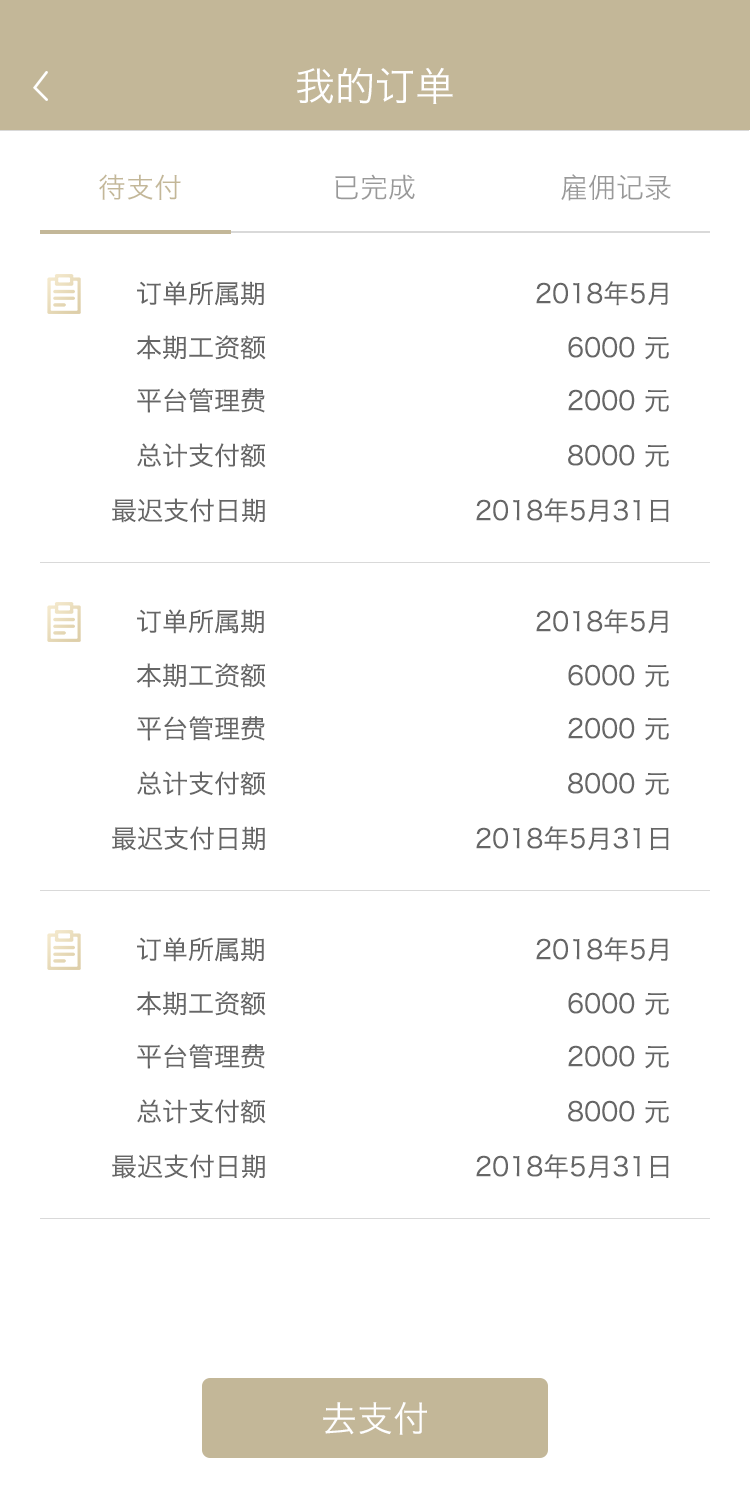 我的订单
待支付 已完成 雇佣记录
订单所属期 2018年5月
本期工资额 6000 元
平台管理费 2000 元
总计支付额 8000 元
最迟支付日期 2018年5月31日
订单所属期 2018年5月
本期工资额 6000 元
平台管理费 2000 元
总计支付额 8000 元
最迟支付日期 2018年5月31日
订单所属期 2018年5月
本期工资额 6000 元
平台管理费 2000 元
总计支付额 8000 元
最迟支付日期 2018年5月31日
去支付